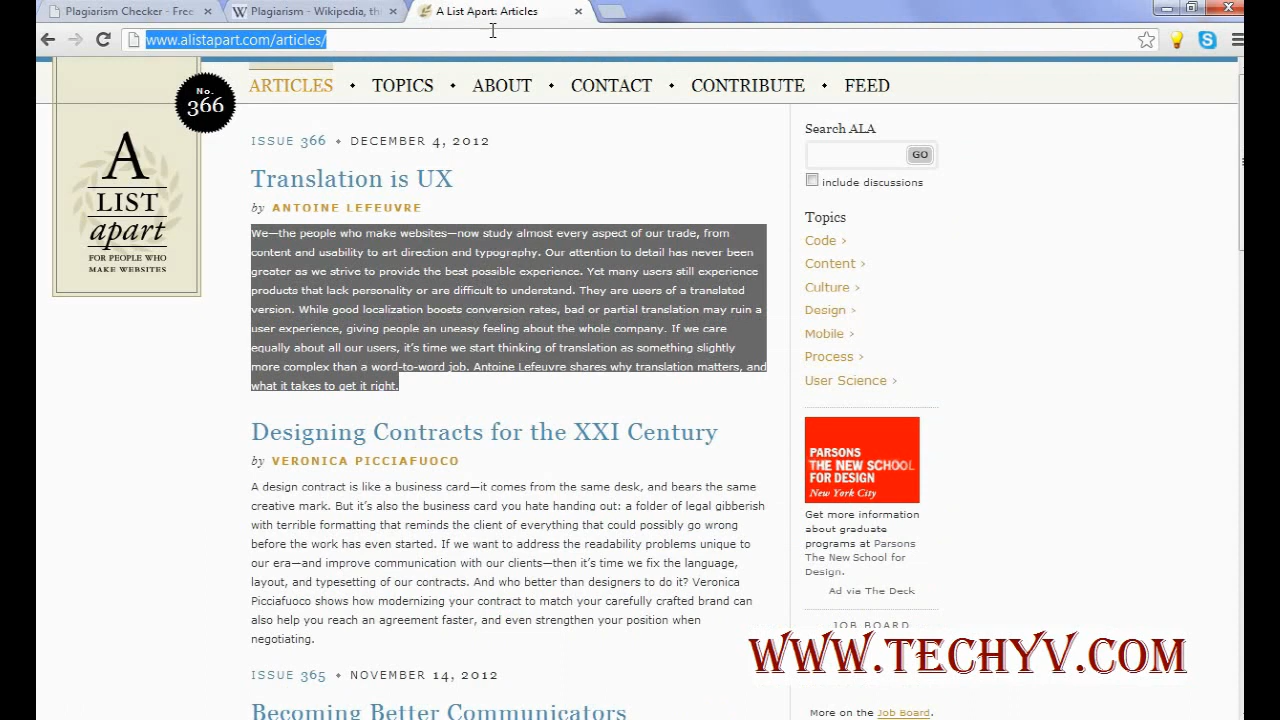 Plagiarism Checker - Free
Plagiarism - Wikipedia, th
A List Apart: Articles
www.alistapart.com/articles/
ARTICLES • TOPICS • ABOUT • CONTACT • CONTRIBUTE • FEED
No.
366
A
LIST
apart
FOR PEOPLE WHO
MAKE WEBSITES
ISSUE 366 • DECEMBER 4, 2012
Translation is UX
by ANTOINE LEFEUVRE
We—the people who make websites—now study almost every aspect of our trade, from
content and usability to art direction and typography. Our attention to detail has never been
greater as we strive to provide the best possible experience. Yet many users still experience
products that lack personality or are difficult to understand. They are users of a translated
version. While good localization boosts conversion rates, bad or partial translation may ruin a
user experience, giving people an uneasy feeling about the whole company. If we care
equally about all our users, it’s time we start thinking of translation as something slightly
more complex than a word-to-word job. Antoine Lefeuvre shares why translation matters, and
what it takes to get it right.
Designing Contracts for the XXI Century
by VERONICA PICCIAFUOCO
A design contract is like a business card—it comes from the same desk, and bears the same
creative mark. But it’s also the business card you hate handing out: a folder of legal gibberish
with terrible formatting that reminds the client of everything that could possibly go wrong
before the work has even started. If we want to address the readability problems unique to
our era—and improve communication with our clients—then it’s time we fix the language,
layout, and typesetting of our contracts. And who better than designers to do it? Veronica
Picciafuoco shows how modernizing your contract to match your carefully crafted brand can
also help you reach an agreement faster, and even strengthen your position when
negotiating.
ISSUE 365 • NOVEMBER 14, 2012
Becoming Better Communicators
Search ALA
GO
include discussions
Topics
Code >
Content >
Culture >
Design >
Mobile >
Process >
User Science >
PARSONS
THE NEW SCHOOL
FOR DESIGN
New York City
Get more information
about graduate
programs at Parsons
The New School for
Design.
Ad via The Deck
JOB BOARD
WWW.TECHYV.COM
More on the Job Board.